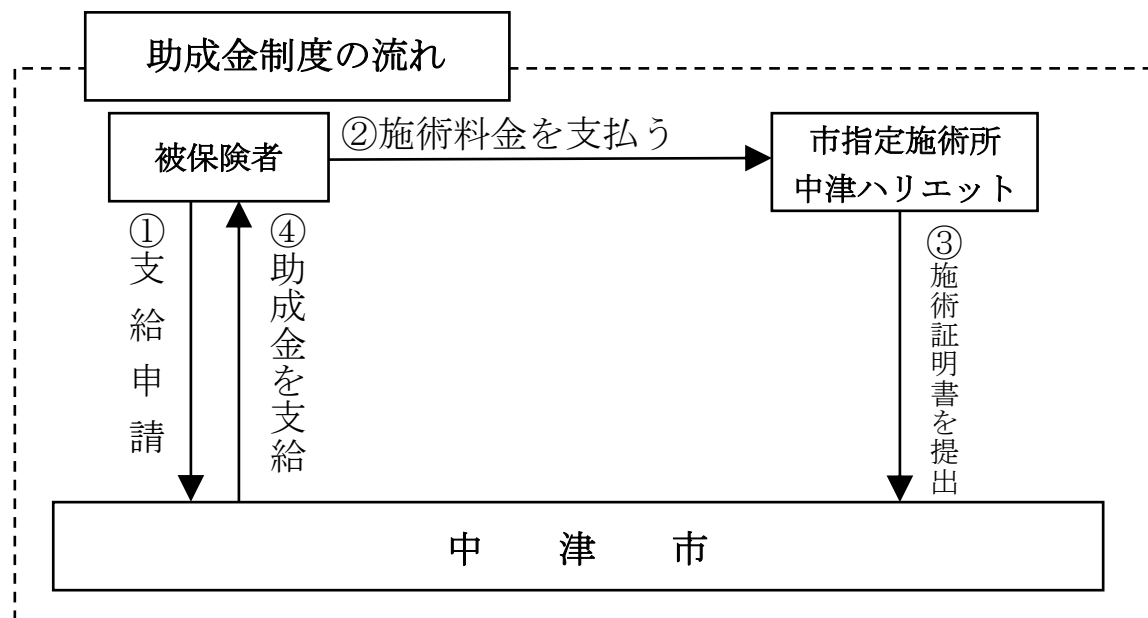 助成金制度の流れ
被保険者
②施術料金を支払う
市指定施術所
中津ハリエット
①支給申請
④助成金を支給
③施術証明書を提出
中津市